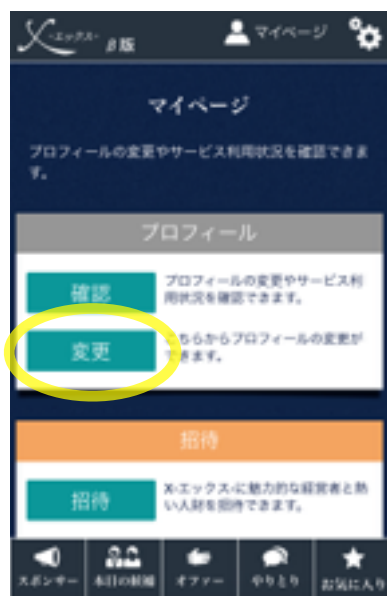 X -エックス- β版
マイページ
マイページ
プロフィールの変更やサービス利用状況を確認できま
す。
プロフィール
確認
プロフィールの変更やサービス利
用状況を確認できます。
変更
こちらからプロフィールの変更が
できます。
招待
招待
X-エックス-に魅力的な経営者と熱
い人財を招待できます。
スポンサー
本日の候補
オファー
やりとり
お気に入り